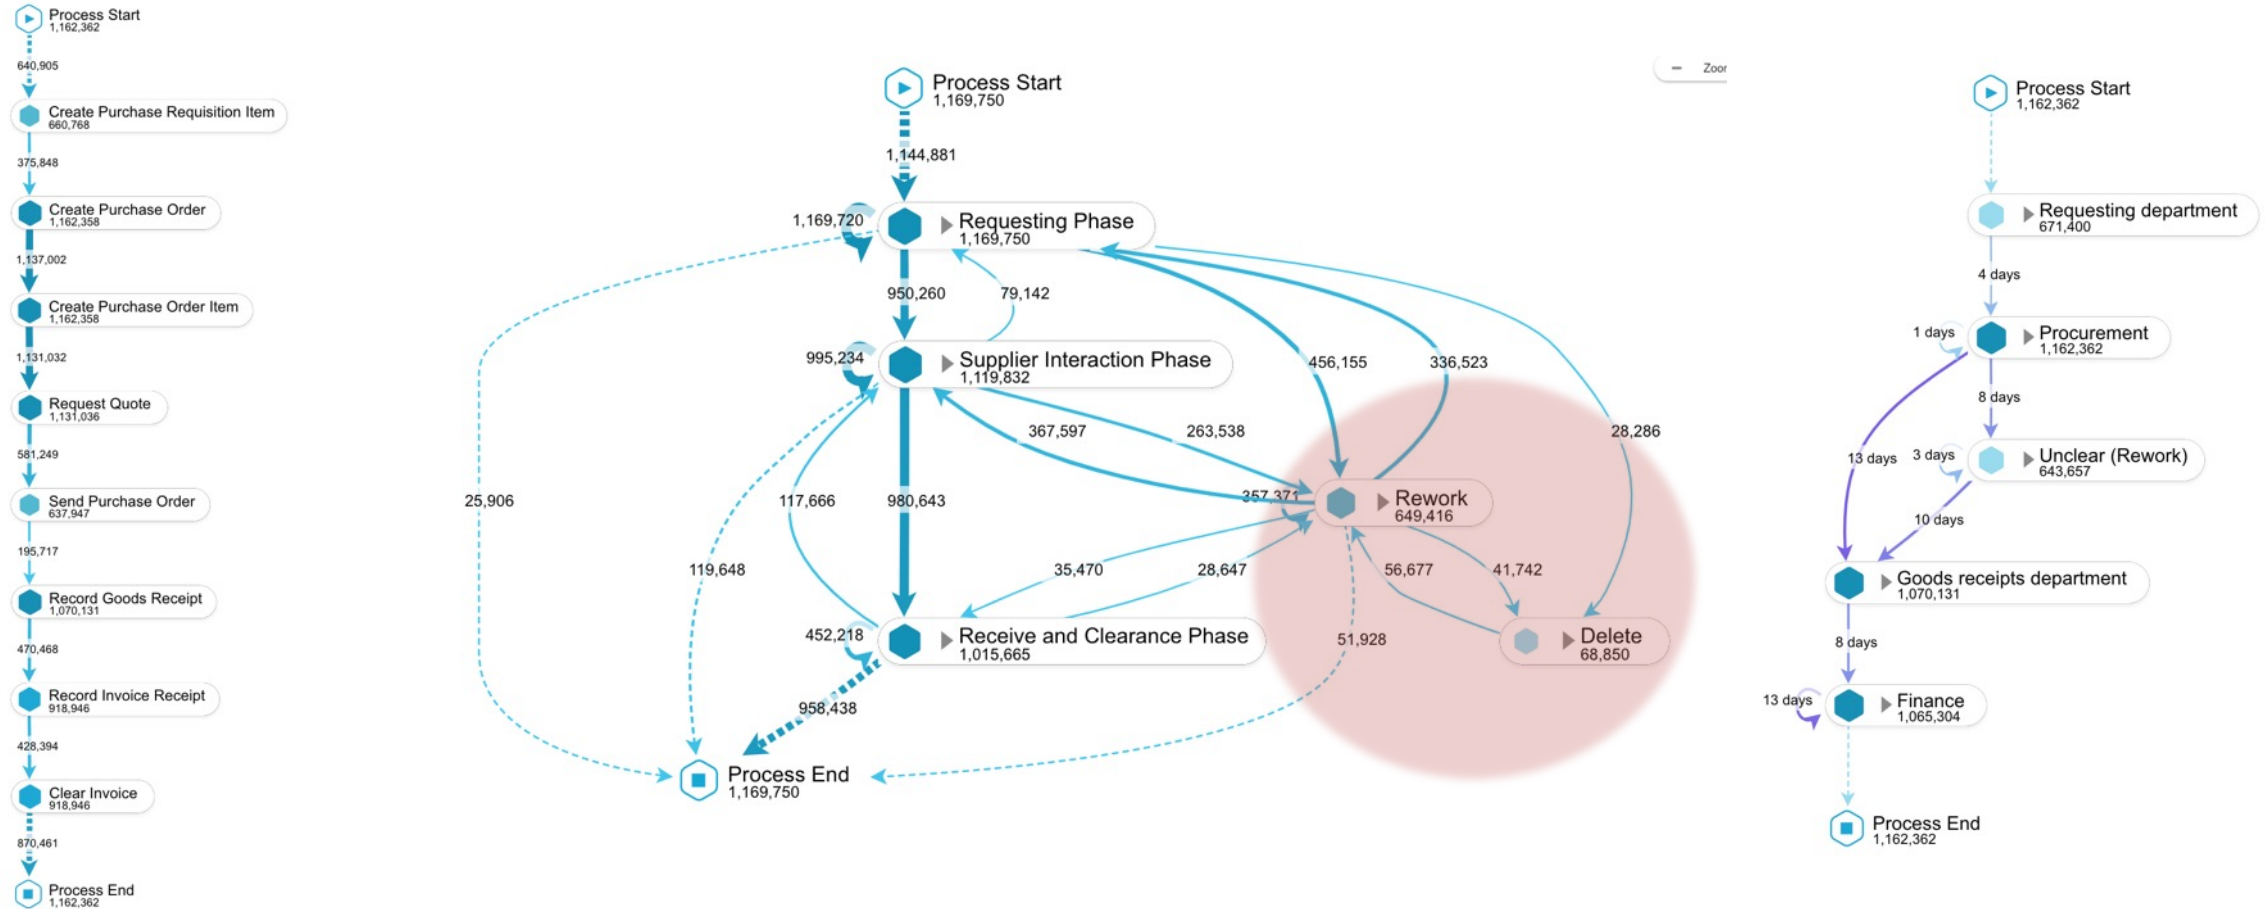 Process Start
1,162,362
640,905
Create Purchase Requisition Item
660,768
375,848
Create Purchase Order
1,162,358
1,137,002
Create Purchase Order Item
1,162,358
1,131,032
Request Quote
1,131,036
581,249
Send Purchase Order
637,947
195,717
Record Goods Receipt
1,070,131
470,468
Record Invoice Receipt
918,946
428,394
Clear Invoice
918,946
870,461
Process End
1,162,362
Process Start
1,169,750
1,144,881
1,169,720
Requesting Phase
1,169,750
950,260
79,142
456,155
336,523
995,234
Supplier Interaction Phase
1,119,832
367,597
263,538
28,286
25,906
117,666
980,643
357,371
Rework
649,416
119,648
35,470
28,647
56,677
41,742
452,218
Receive and Clearance Phase
1,015,665
51,928
Delete
68,850
958,438
Process End
1,169,750
Zoor
Process Start
1,162,362
Requesting department
671,400
4 days
1 days
Procurement
1,162,362
8 days
13 days
3 days
Unclear (Rework)
643,657
10 days
Goods receipts department
1,070,131
8 days
13 days
Finance
1,065,304
Process End
1,162,362